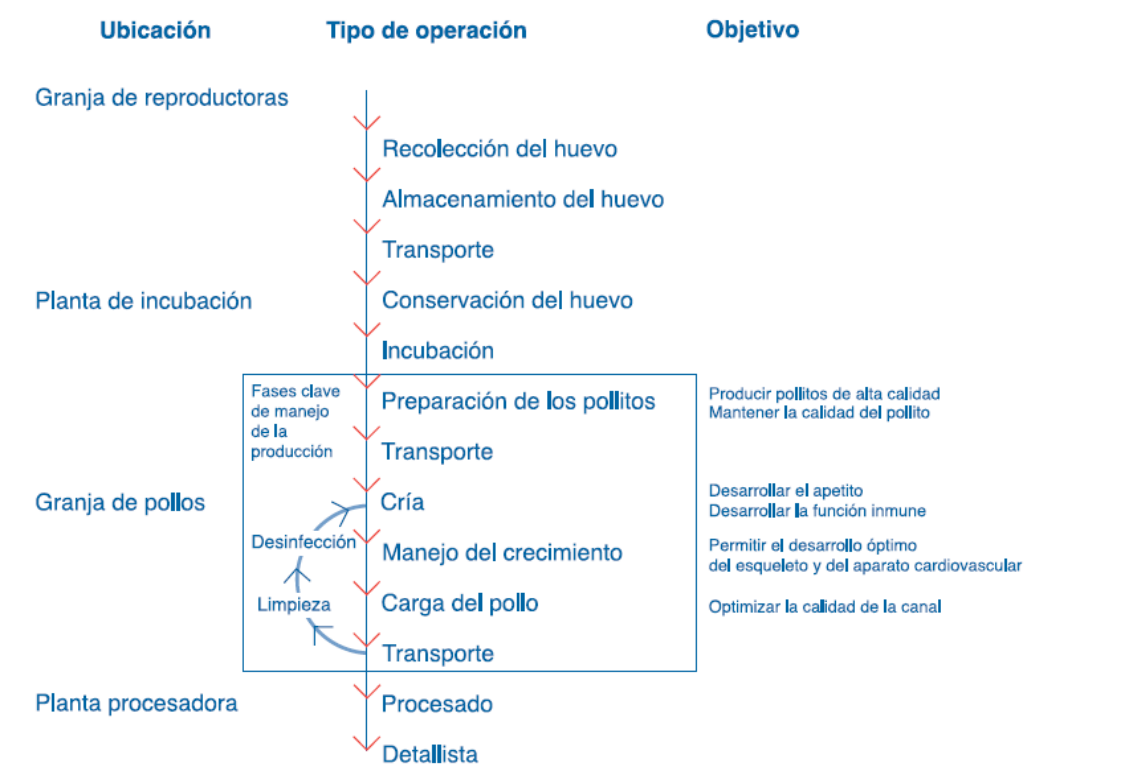 Ubicación Tipo de operación Objetivo
Granja de reproductoras
Recolección del huevo
Almacenamiento del huevo
Transporte
Planta de incubación Conservación del huevo
Incubación
Fases clave
de manejo
de la
producción
Preparación de los pollitos
Producir pollitos de alta calidad
Mantener la calidad del pollito
Transporte
Granja de pollos Cría
Desarrollar el apetito
Desarrollar la función inmune
Desinfección
Manejo del crecimiento
Permitir el desarrollo óptimo
del esqueleto y del aparato cardiovascular
Limpieza
Carga del pollo
Optimizar la calidad de la canal
Transporte
Planta procesadora Procesado
Detallista